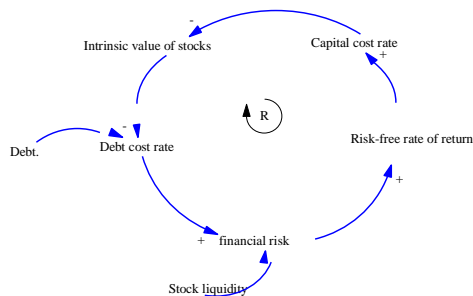 -
Intrinsic value of stocks
Capital cost rate
+
R
-
Debt cost rate
Debt.
Risk-free rate of return
+
+
financial risk
Stock liquidity